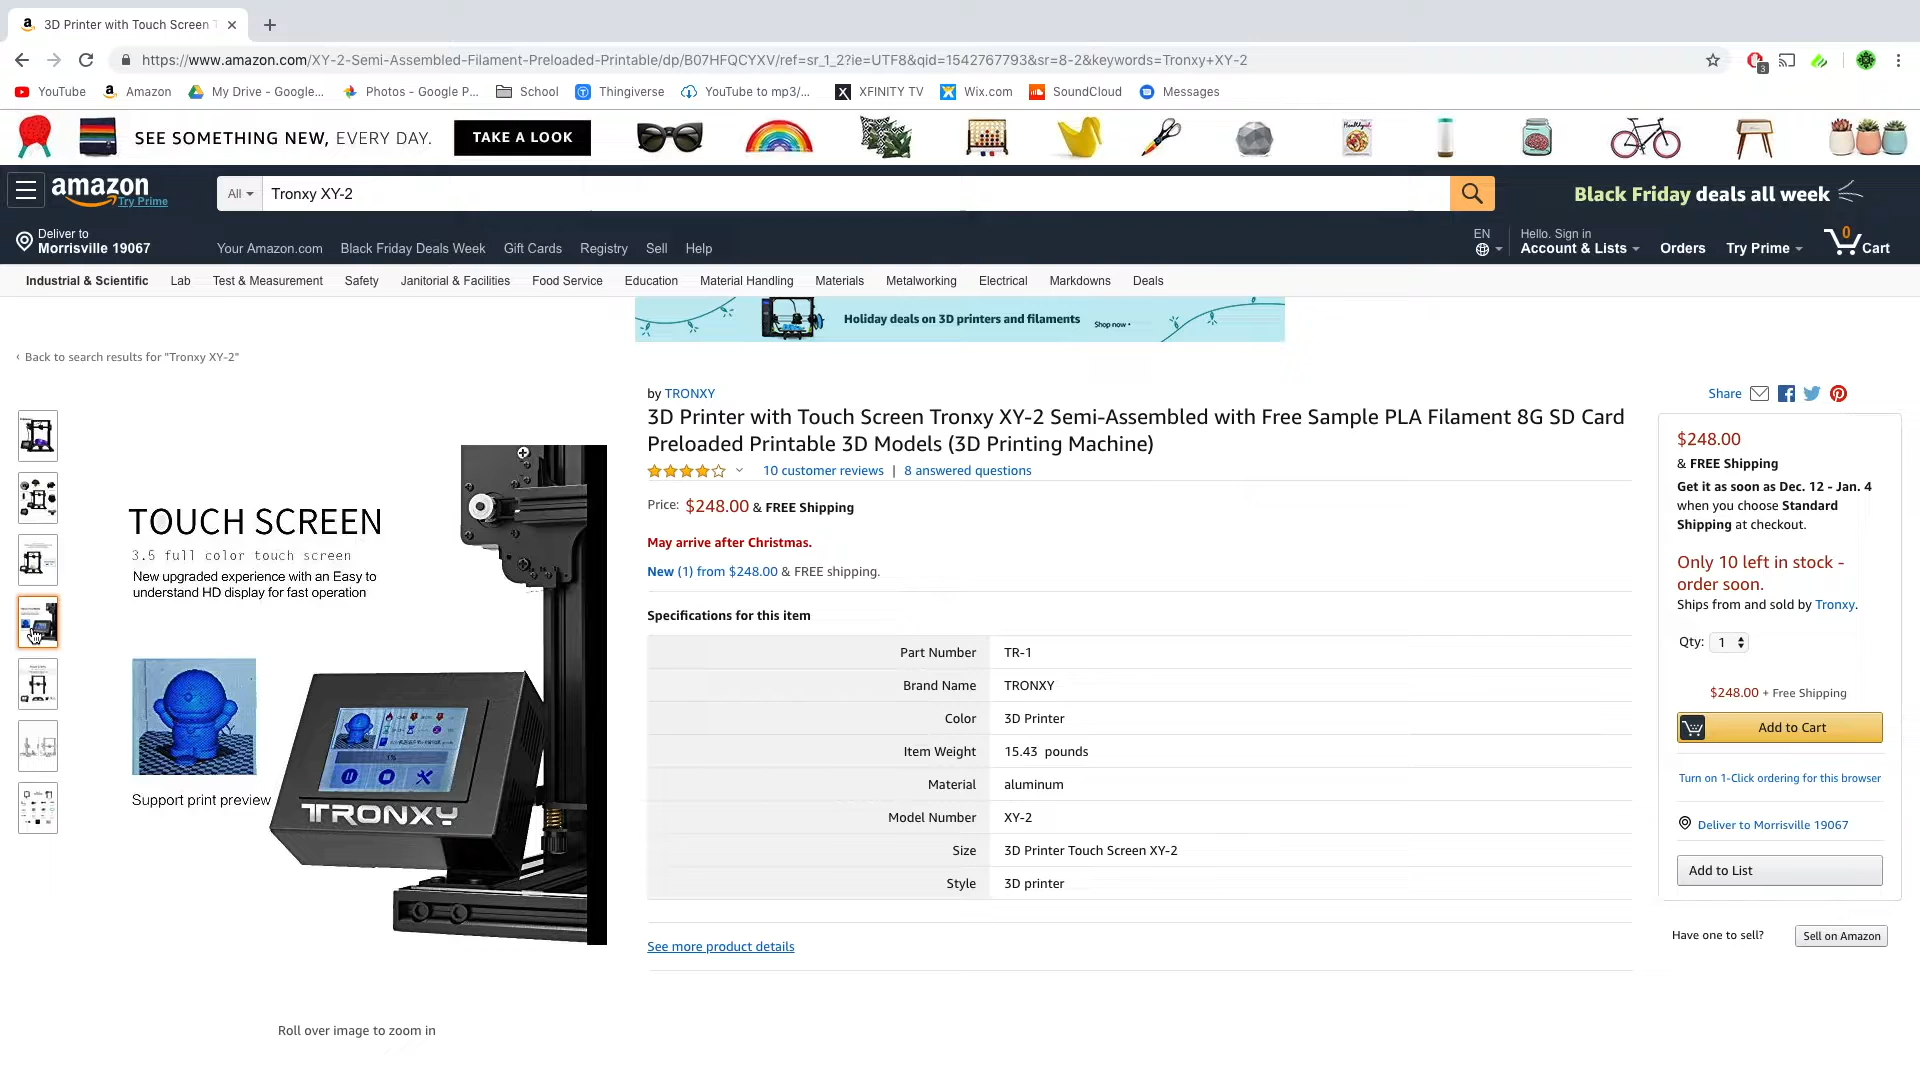 3D Printer with Touch Screen T
https://www.amazon.com/XY-2-Semi-Assembled-Filament-Preloaded-Printable/dp/B07HFQCYXV/ref=sr_1_2?ie=UTF8&qid=1542767793&sr=8-2&keywords=Tronxy+XY-2
3
YouTube
Amazon
My Drive - Google...
Photos - Google P...
School
Thingiverse
YouTube to mp3/...
XFINITY TV
Wix.com
SoundCloud
Messages
SEE SOMETHING NEW, EVERY DAY.
TAKE A LOOK
amazon
Try Prime
All
Tronxy XY-2
Black Friday deals all week
Deliver to
Morrisville 19067
Your Amazon.com
Black Friday Deals Week
Gift Cards
Registry
Sell
Help
EN
Hello. Sign in
Account & Lists
Orders
Try Prime
0
Cart
Industrial & Scientific
Lab
Test & Measurement
Safety
Janitorial & Facilities
Food Service
Education
Material Handling
Materials
Metalworking
Electrical
Markdowns
Deals
Holiday deals on 3D printers and filaments
Shop now
‹ Back to search results for "Tronxy XY-2"
TOUCH SCREEN
3.5 full color touch screen
New upgraded experience with an Easy to
understand HD display for fast operation
Support print preview
1%
TRONXY
Roll over image to zoom in
by TRONXY
3D Printer with Touch Screen Tronxy XY-2 Semi-Assembled with Free Sample PLA Filament 8G SD Card
Preloaded Printable 3D Models (3D Printing Machine)
10 customer reviews | 8 answered questions
Price: $248.00 & FREE Shipping
May arrive after Christmas.
New (1) from $248.00 & FREE shipping.
Specifications for this item
Part Number TR-1
Brand Name TRONXY
Color 3D Printer
Item Weight 15.43 pounds
Material aluminum
Model Number XY-2
Size 3D Printer Touch Screen XY-2
Style 3D printer
See more product details
Share
$248.00
& FREE Shipping
Get it as soon as Dec. 12 - Jan. 4
when you choose Standard
Shipping at checkout.
Only 10 left in stock -
order soon.
Ships from and sold by Tronxy.
Qty: 1
$248.00 + Free Shipping
Add to Cart
Turn on 1-Click ordering for this browser
Deliver to Morrisville 19067
Add to List
Have one to sell?
Sell on Amazon